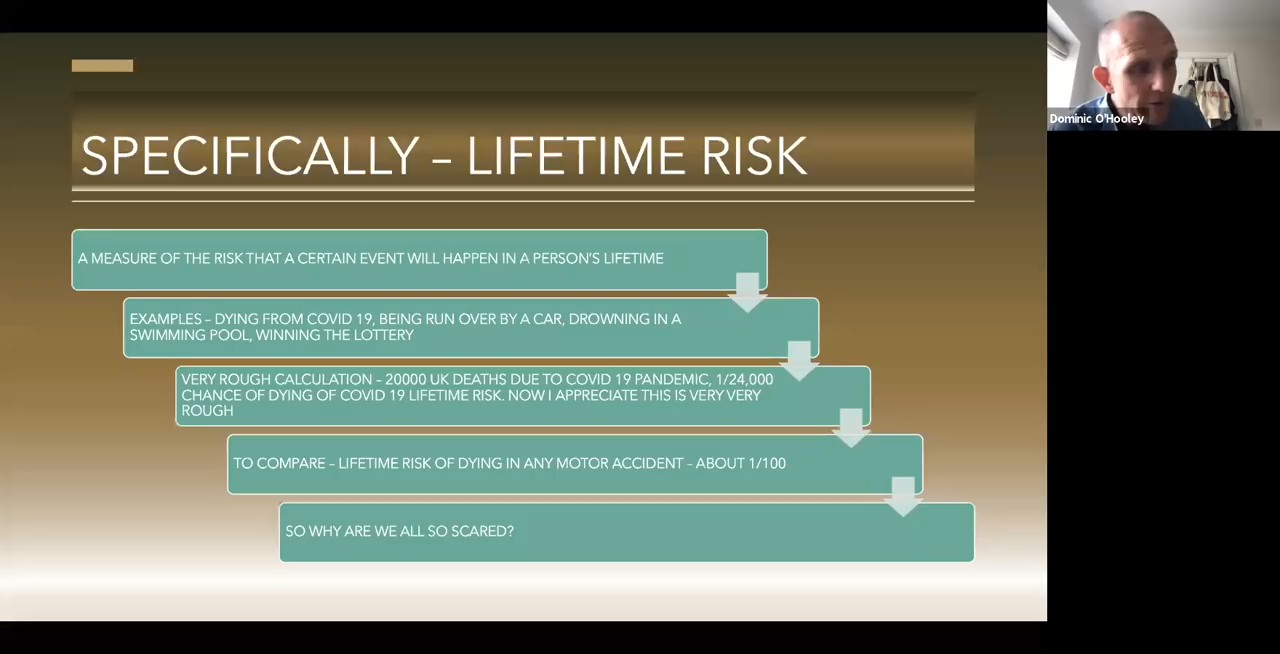 SPECIFICALLY – LIFETIME RISK
A MEASURE OF THE RISK THAT A CERTAIN EVENT WILL HAPPEN IN A PERSON'S LIFETIME
EXAMPLES – DYING FROM COVID 19, BEING RUN OVER BY A CAR, DROWNING IN A
SWIMMING POOL, WINNING THE LOTTERY
VERY ROUGH CALCULATION – 20000 UK DEATHS DUE TO COVID 19 PANDEMIC, 1/24,000
CHANCE OF DYING OF COVID 19 LIFETIME RISK. NOW I APPRECIATE THIS IS VERY VERY
ROUGH
TO COMPARE – LIFETIME RISK OF DYING IN ANY MOTOR ACCIDENT - ABOUT 1/100
SO WHY ARE WE ALL SO SCARED?
Dominic O'Hooley